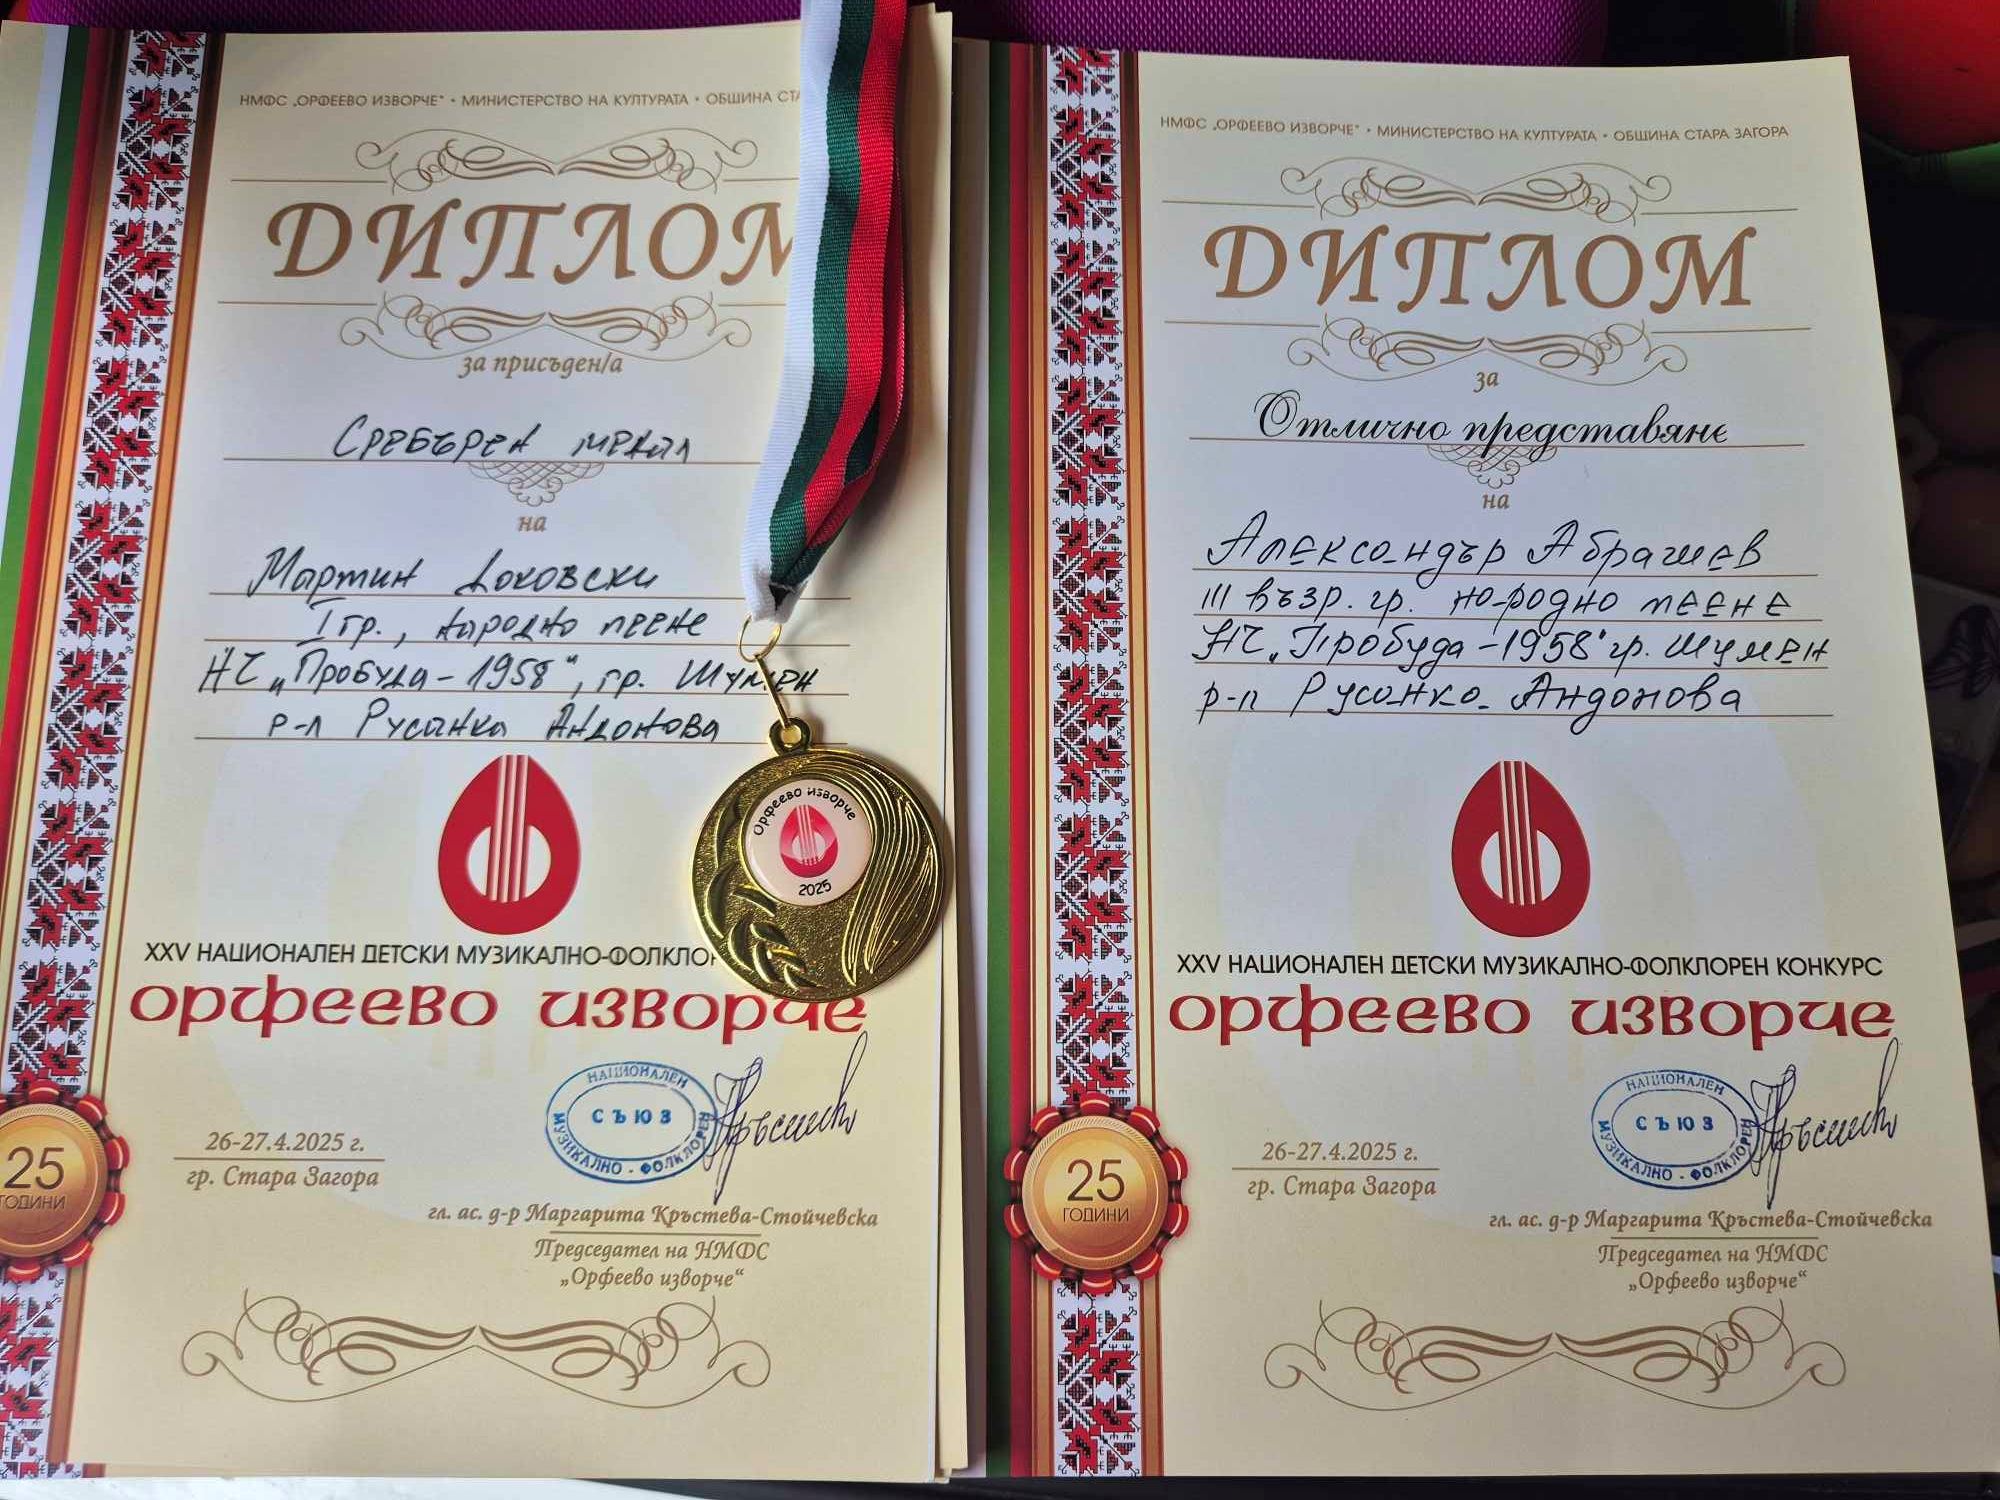 НМФС „ОРФЕЕВО ИЗВОРЧЕ“ • МИНИСТЕРСТВО НА КУЛТУРАТА • ОБЩИНА СТА
ДИПЛОМ
за присъден/а
Сребърен медал
на
Мартин
I гр., народно пеене
НЧ „Пробуда - 1958“, гр. Шумен
р-л Русанка Андонова
XXV НАЦИОНАЛЕН ДЕТСКИ МУЗИКАЛНО-ФОЛКЛОР
ОРФЕЕВО ИЗВОРЧЕ
НАЦИОНАЛЕН
СЪЮЗ
МУЗИКАЛНО - ФОЛКЛОРЕН
26-27.4.2025 г.
гр. Стара Загора
25
ГОДИНИ
гл. ас. д-р Маргарита Кръстева-Стойчевска
Председател на НМФС
„Орфеево изворче“
Орфеево изворче
2025
НМФС „ОРФЕЕВО ИЗВОРЧЕ“ • МИНИСТЕРСТВО НА КУЛТУРАТА • ОБЩИНА СТАРА ЗАГОРА
ДИПЛОМ
за
Отлично представяне
на
Александър Абрашев
III възр. гр. народно пеене
НЧ „Пробуда - 1958“ гр. Шумен
р-л Русанка Андонова
XXV НАЦИОНАЛЕН ДЕТСКИ МУЗИКАЛНО-ФОЛКЛОРЕН КОНКУРС
ОРФЕЕВО ИЗВОРЧЕ
НАЦИОНАЛЕН
СЪЮЗ
МУЗИКАЛНО - ФОЛКЛОРЕН
26-27.4.2025 г.
гр. Стара Загора
25
ГОДИНИ
гл. ас. д-р Маргарита Кръстева-Стойчевска
Председател на НМФС
„Орфеево изворче“